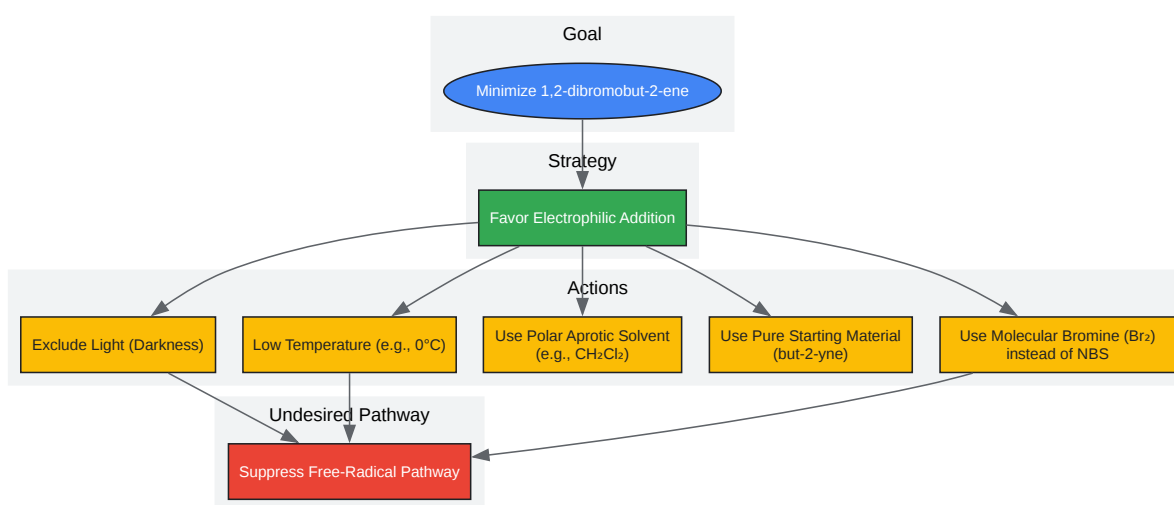 Goal
Minimize 1,2-dibromobut-2-ene
Strategy
Favor Electrophilic Addition
Actions
Exclude Light (Darkness)
Low Temperature (e.g., 0°C)
Use Polar Aprotic Solvent
(e.g., CH₂Cl₂)
Use Pure Starting Material
(but-2-yne)
Use Molecular Bromine (Br₂)
instead of NBS
Undesired Pathway
Suppress Free-Radical Pathway